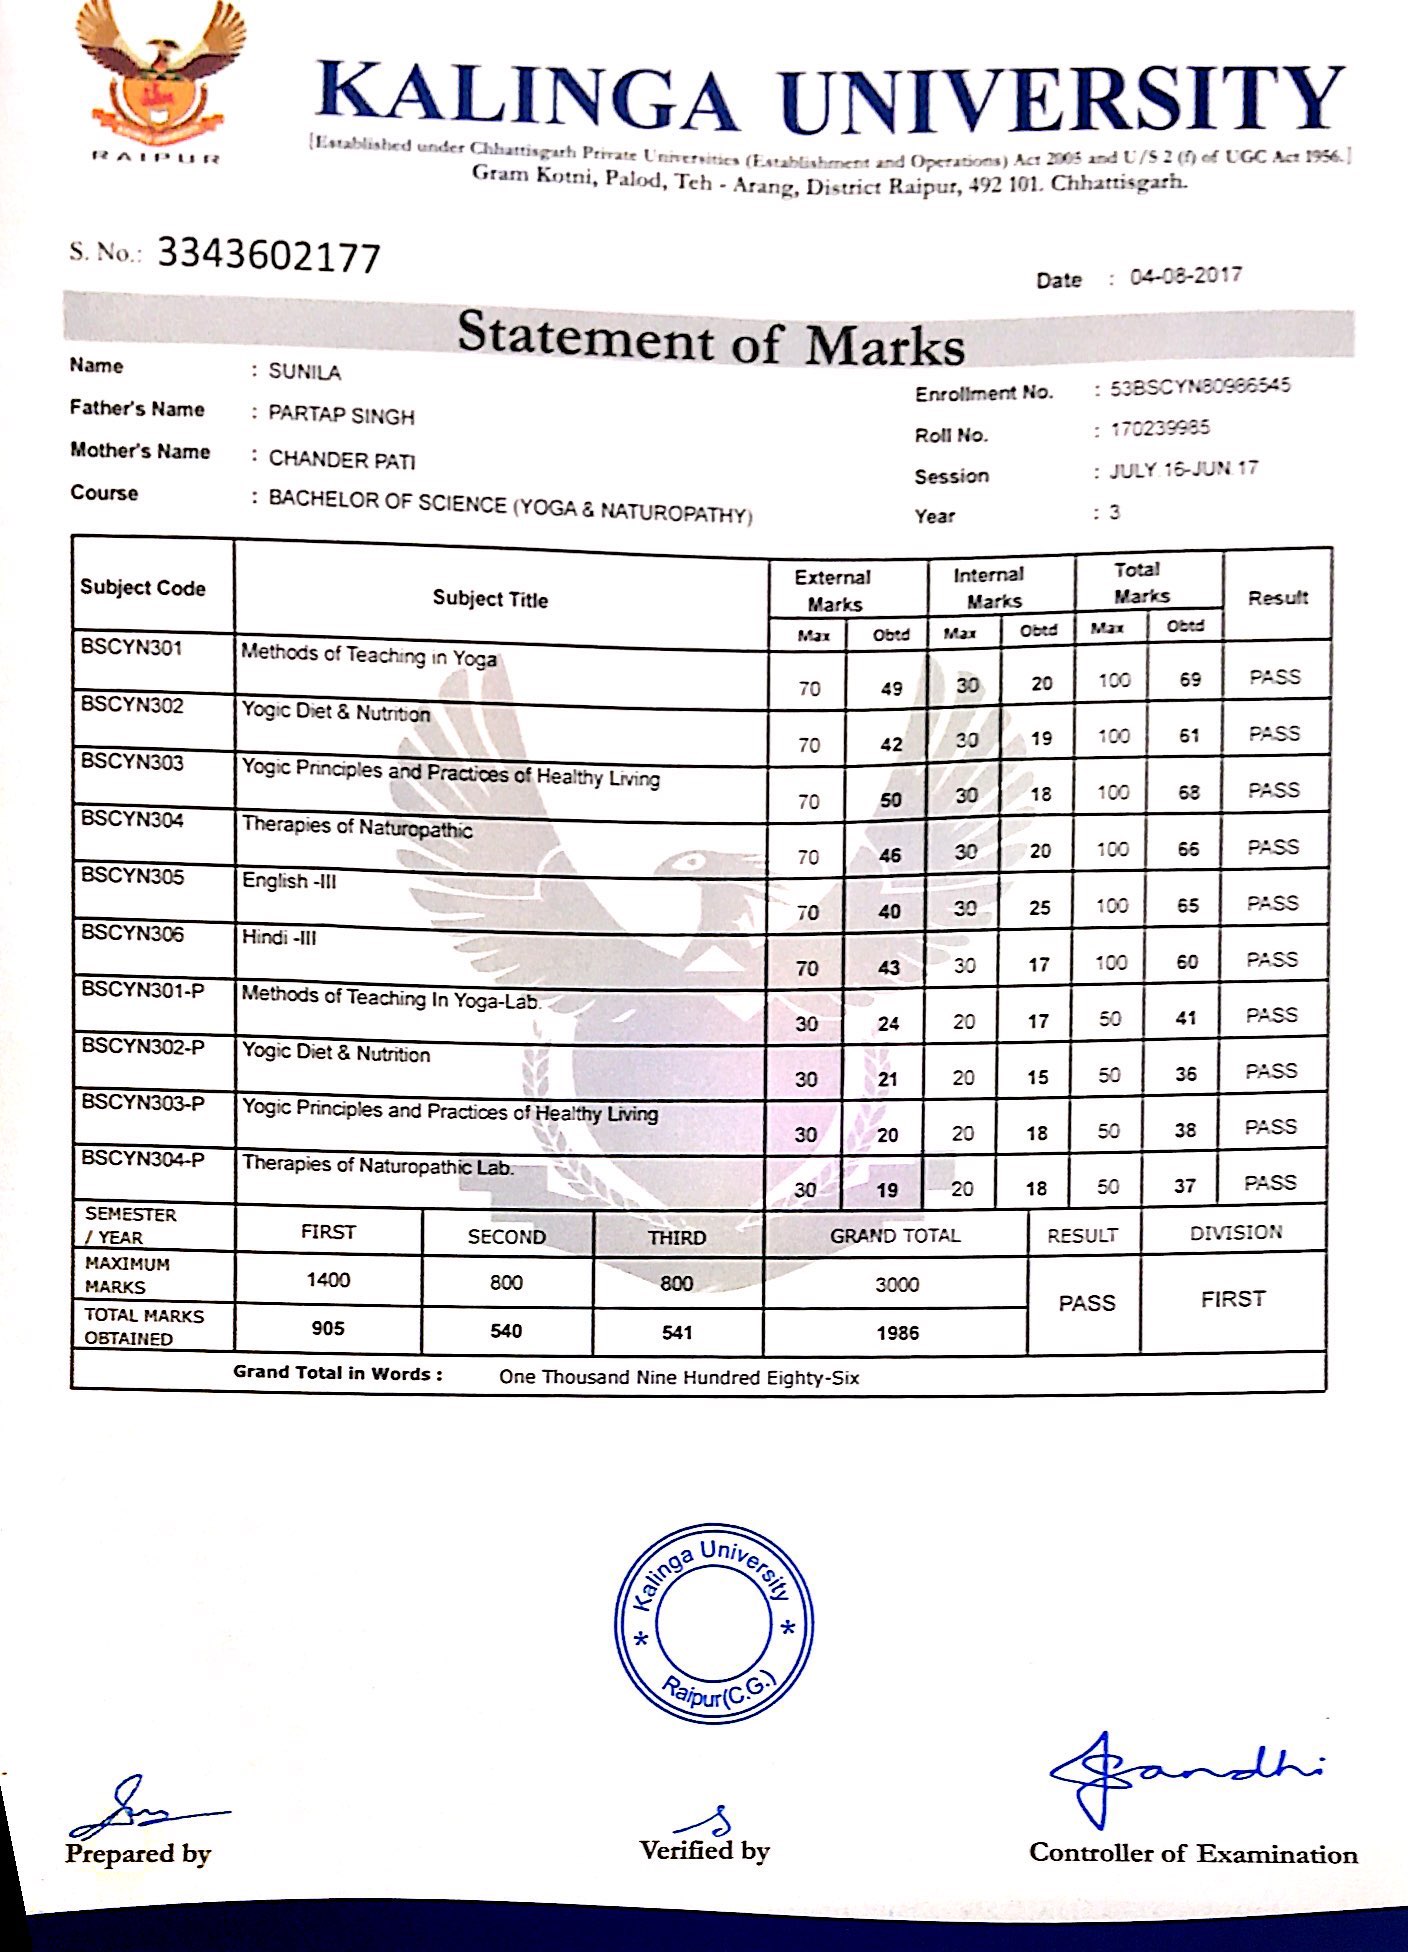 RAIPUR
KALINGA UNIVERSITY
[Established under Chhattisgarh Private Universities (Establishment and Operations) Act 2005 and U/S 2 (f) of UGC Act 1956.]
Gram Kotni, Palod, Teh - Arang, District Raipur, 492 101. Chhattisgarh.
S. No.: 3343602177
Date : 04-08-2017
Statement of Marks
Name : SUNILA
Enrollment No. : 53BSCYN80986545
Father's Name : PARTAP SINGH
Roll No. : 170239985
Mother's Name : CHANDER PATI
Session : JULY 16-JUN 17
Course : BACHELOR OF SCIENCE (YOGA & NATUROPATHY)
Year : 3
Subject Code Subject Title External Marks Internal Marks Total Marks Result
Max Obtd Max Obtd Max Obtd
BSCYN301 Methods of Teaching in Yoga 70 49 30 20 100 69 PASS
BSCYN302 Yogic Diet & Nutrition 70 42 30 19 100 61 PASS
BSCYN303 Yogic Principles and Practices of Healthy Living 70 50 30 18 100 68 PASS
BSCYN304 Therapies of Naturopathic 70 46 30 20 100 66 PASS
BSCYN305 English -III 70 40 30 25 100 65 PASS
BSCYN306 Hindi -III 70 43 30 17 100 60 PASS
BSCYN301-P Methods of Teaching In Yoga-Lab. 30 24 20 17 50 41 PASS
BSCYN302-P Yogic Diet & Nutrition 30 21 20 15 50 36 PASS
BSCYN303-P Yogic Principles and Practices of Healthy Living 30 20 20 18 50 38 PASS
BSCYN304-P Therapies of Naturopathic Lab. 30 19 20 18 50 37 PASS
SEMESTER / YEAR FIRST SECOND THIRD GRAND TOTAL RESULT DIVISION
MAXIMUM MARKS 1400 800 800 3000 PASS FIRST
TOTAL MARKS OBTAINED 905 540 541 1986
Grand Total in Words : One Thousand Nine Hundred Eighty-Six
Kalinga University
* *
Raipur(C.G.)
Gandhi
Prepared by
Verified by
Controller of Examination